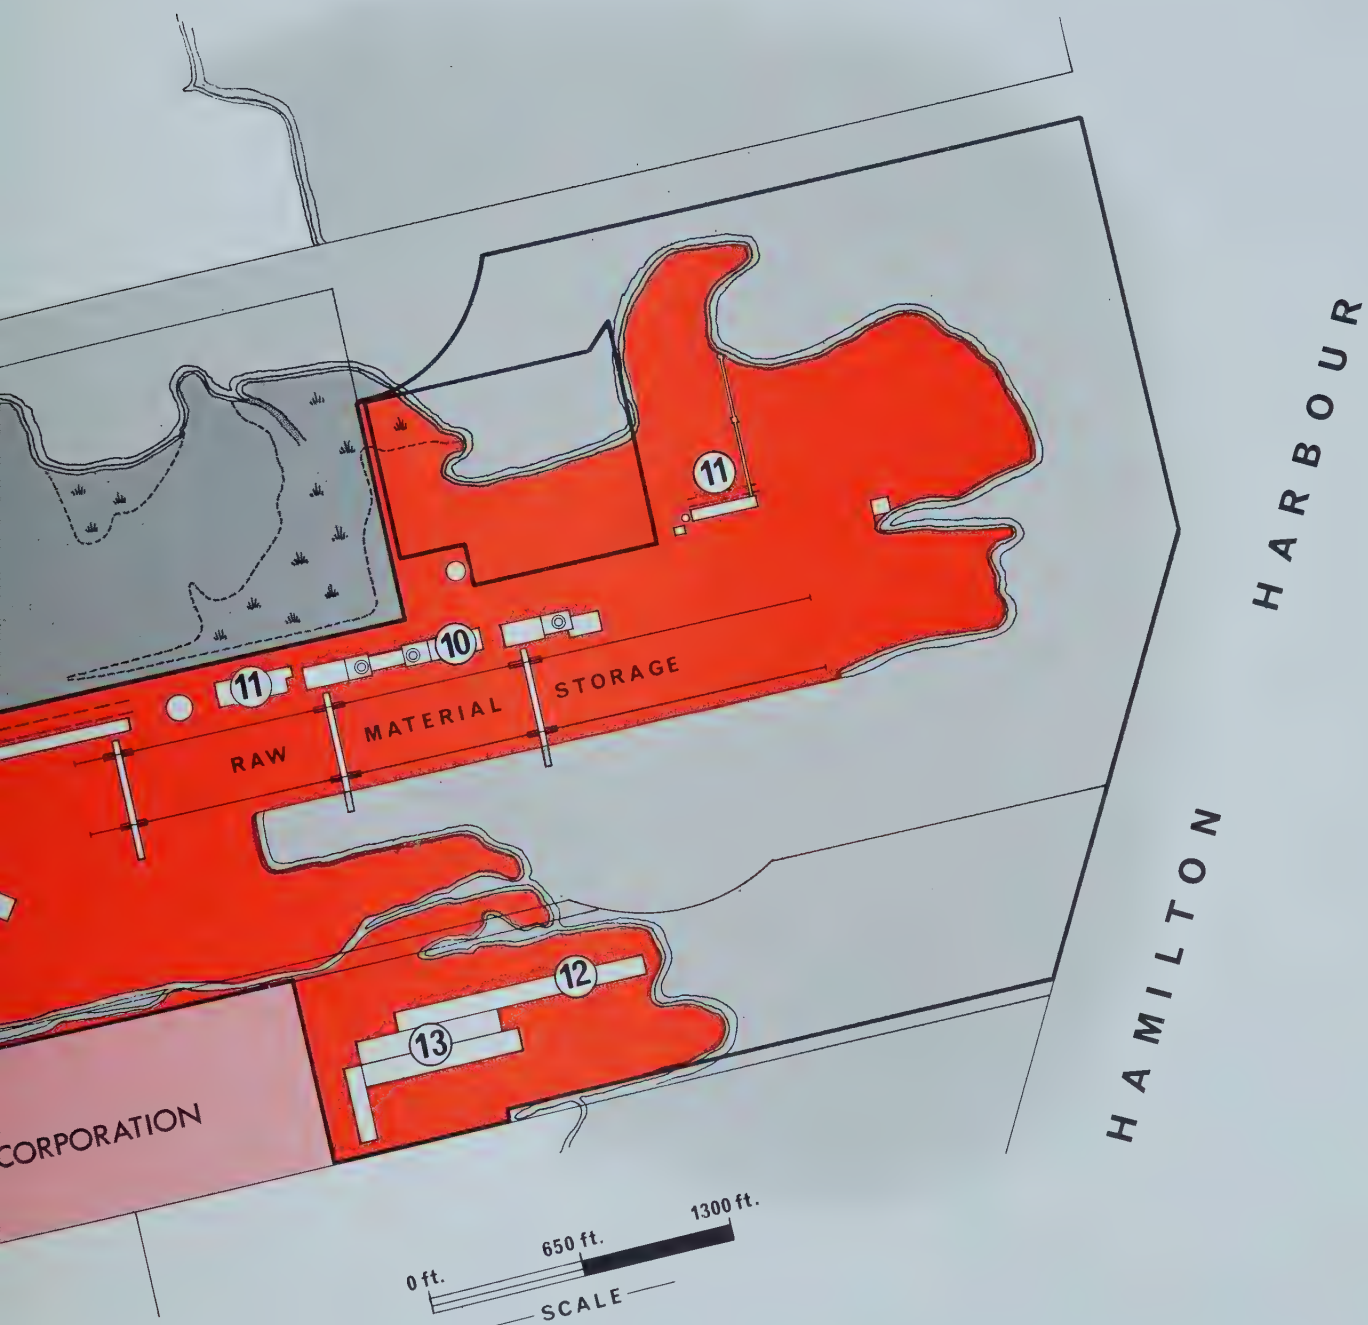 HAMILTON HARBOUR
11
10
11
RAW MATERIAL STORAGE
12
13
CORPORATION
0 ft. 650 ft. 1300 ft.
SCALE